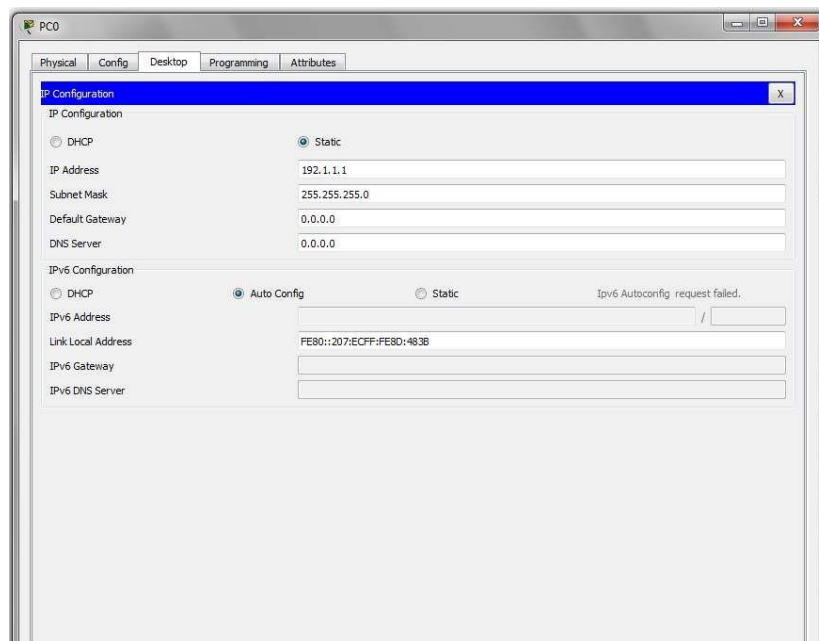 PC0
Physical Config Desktop Programming Attributes
IP Configuration X
IP Configuration
DHCP Static
IP Address 192.1.1.1
Subnet Mask 255.255.255.0
Default Gateway 0.0.0.0
DNS Server 0.0.0.0
IPv6 Configuration
DHCP Auto Config Static Ipv6 Autoconfig request failed.
IPv6 Address /
Link Local Address FE80::207:ECFF:FE8D:483B
IPv6 Gateway
IPv6 DNS Server